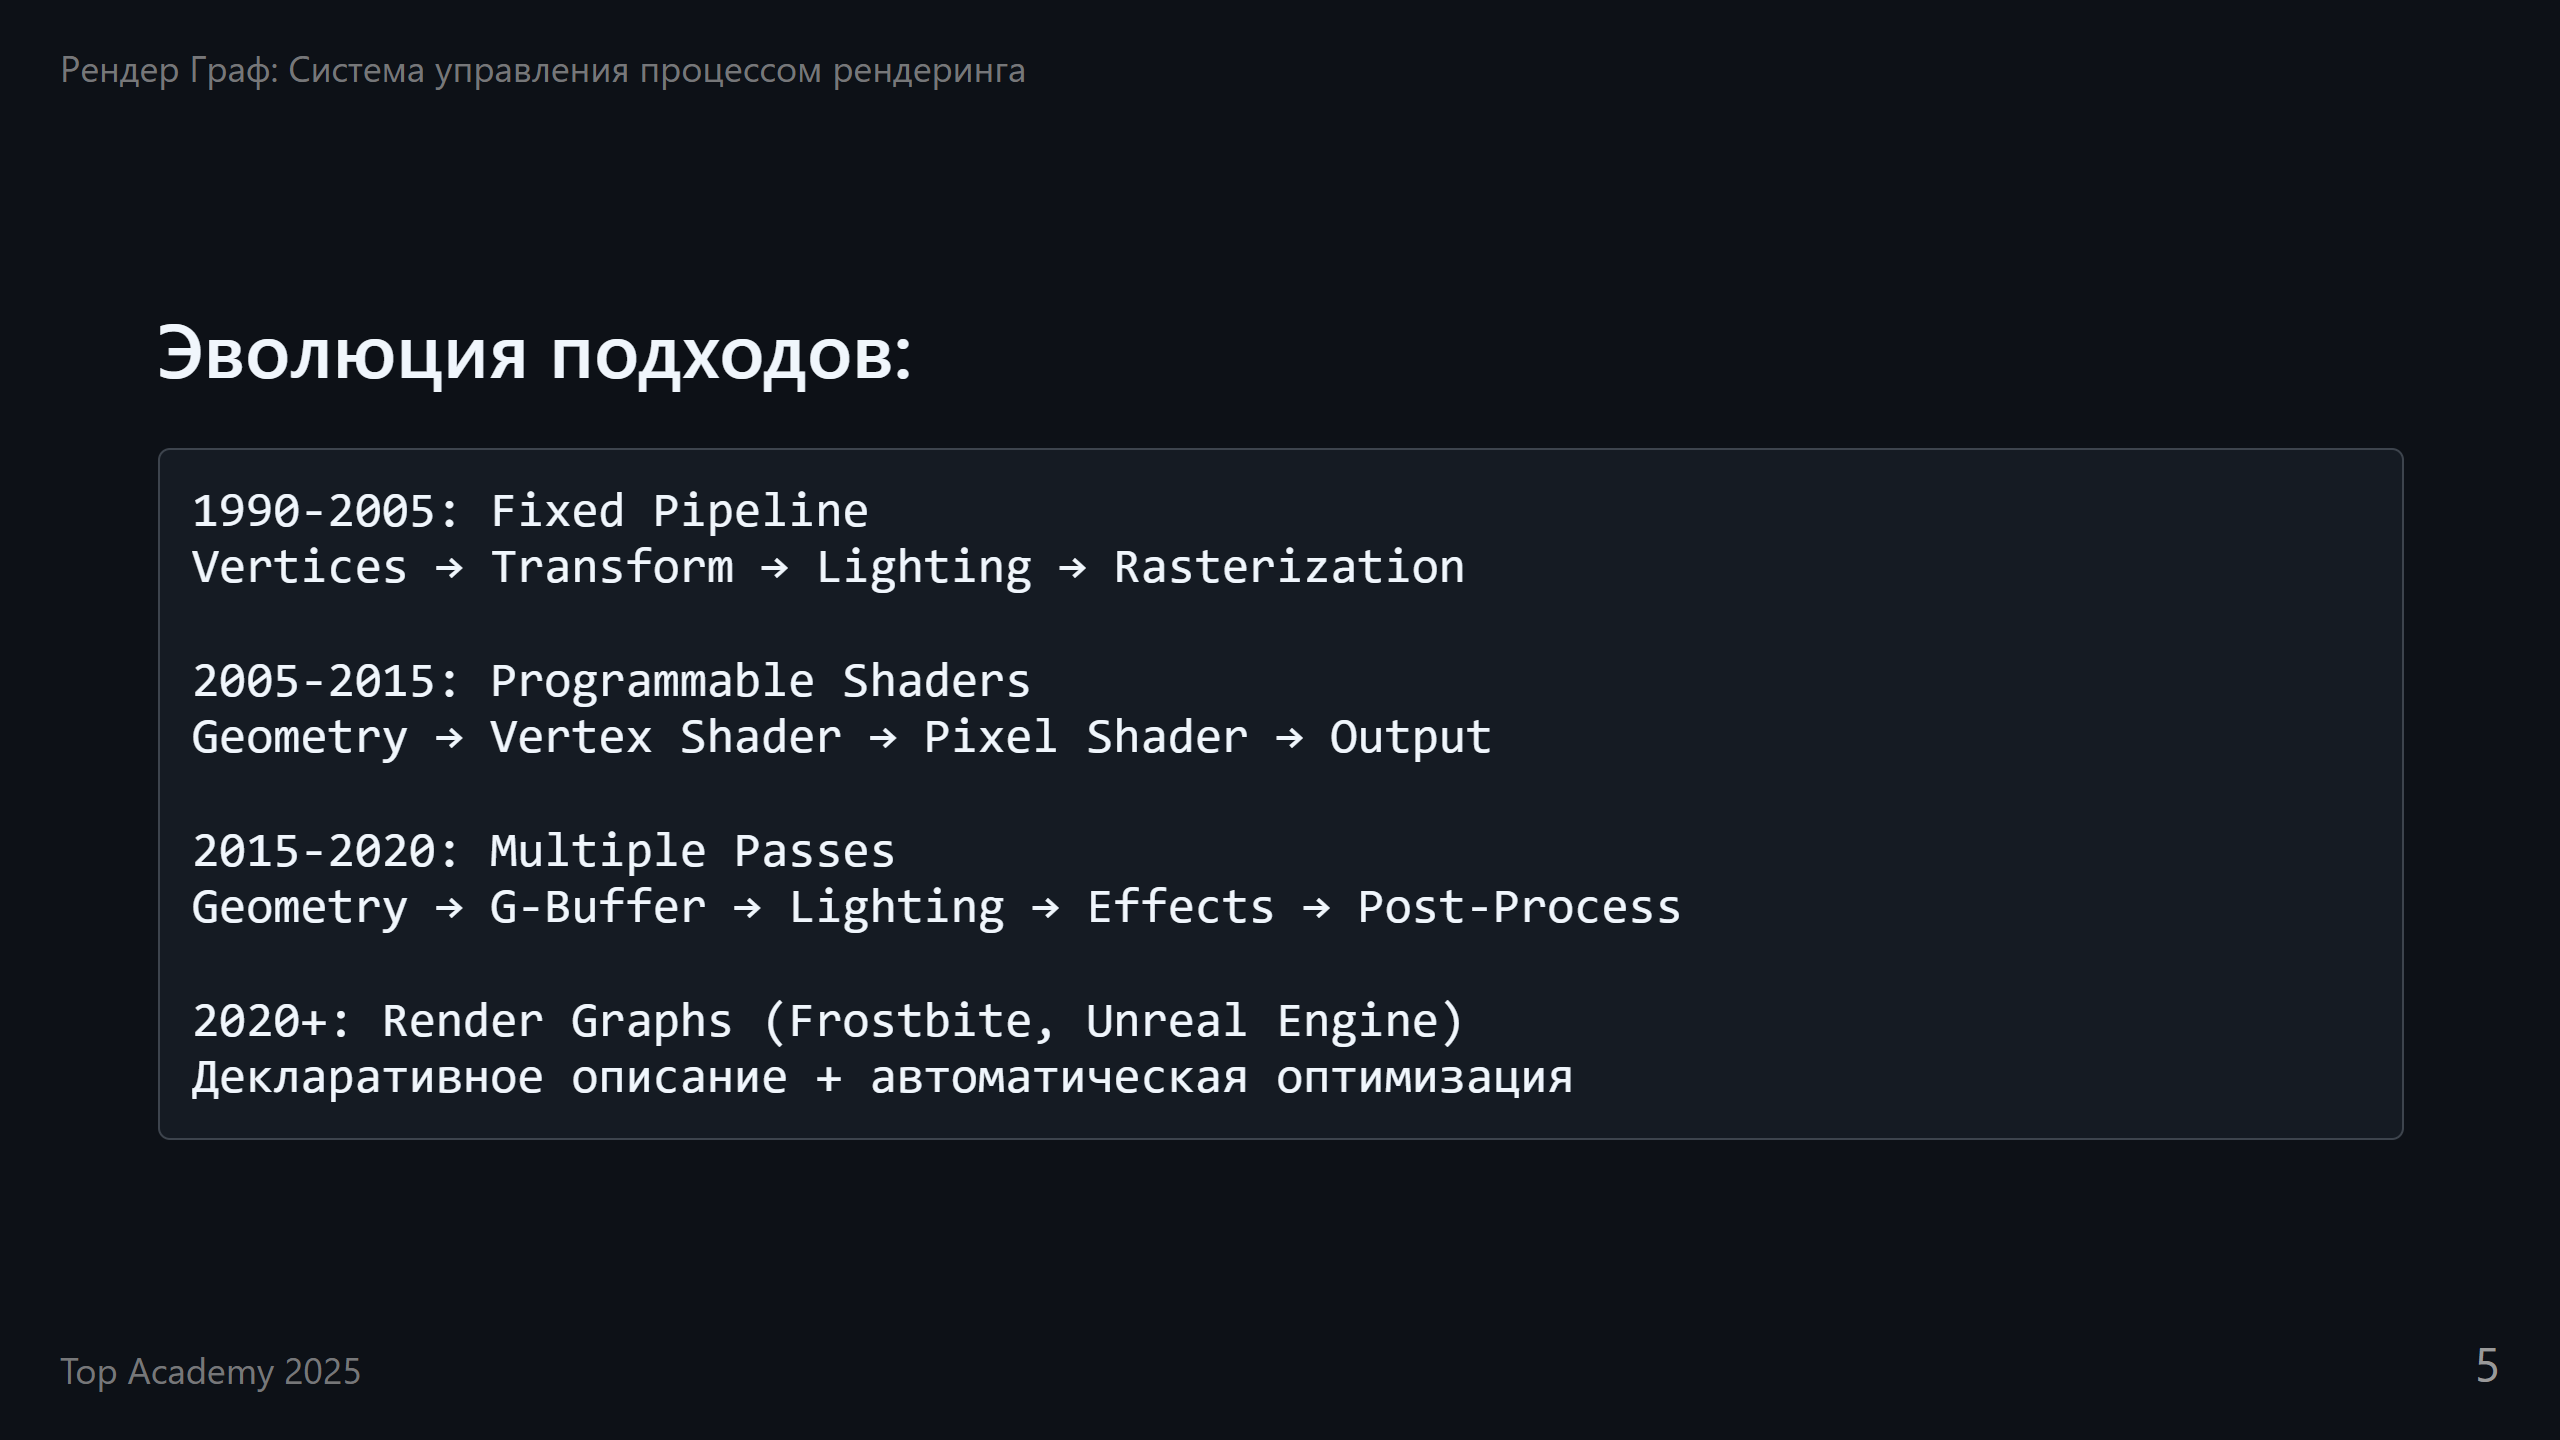 Рендер Граф: Система управления процессом рендеринга
Эволюция подходов:
1990-2005: Fixed Pipeline
Vertices → Transform → Lighting → Rasterization
2005-2015: Programmable Shaders
Geometry → Vertex Shader → Pixel Shader → Output
2015-2020: Multiple Passes
Geometry → G-Buffer → Lighting → Effects → Post-Process
2020+: Render Graphs (Frostbite, Unreal Engine)
Декларативное описание + автоматическая оптимизация
Top Academy 2025
5